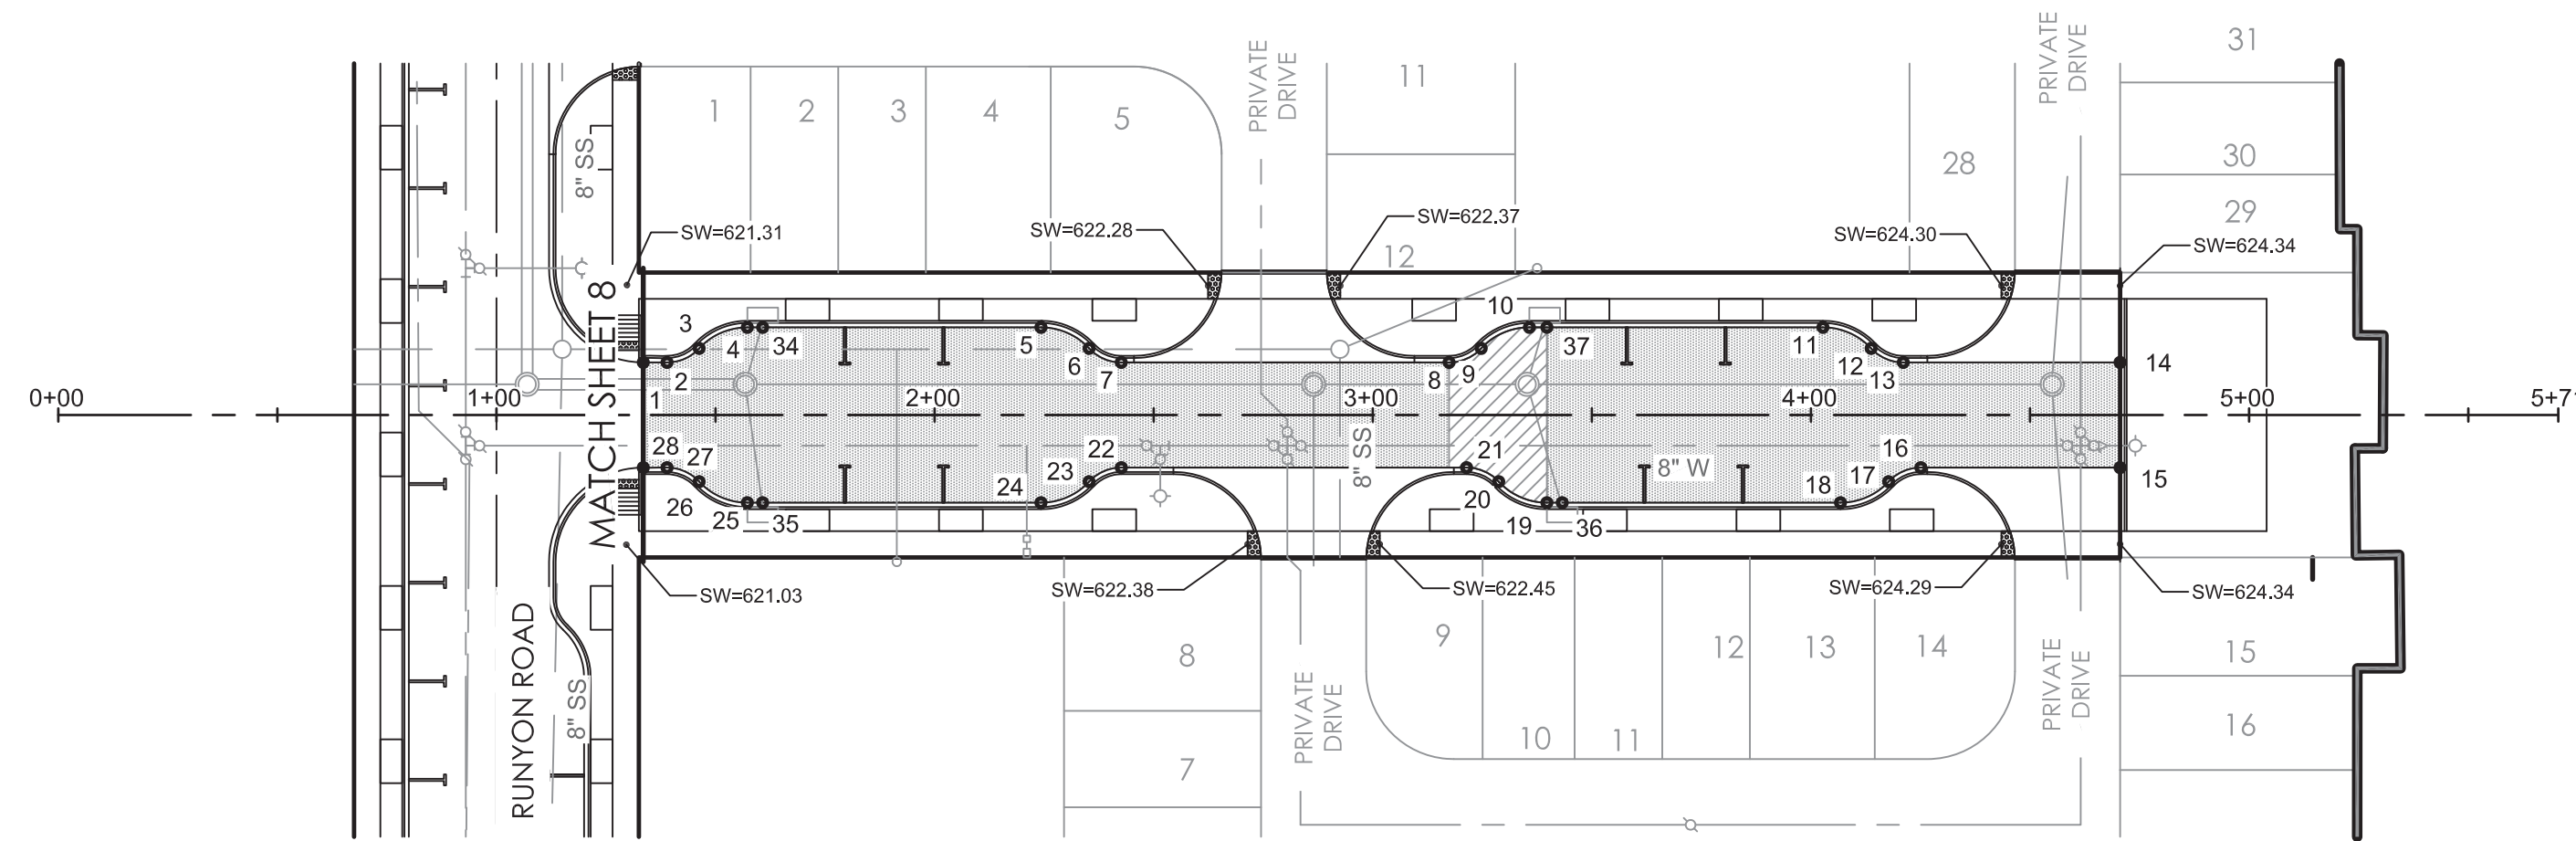 31
PRIVATE
DRIVE
PRIVATE
DRIVE
11
1
2
3
4
5
28
30
8" SS
29
SW=621.31
SW=622.28
SW=622.37
SW=624.30
SW=624.34
12
MATCH SHEET 8
3
4
34
5
6
7
10
8
9
37
11
12
13
14
2
1
0+00
1+00
2+00
3+00
4+00
5+00
5+71
28
27
26
25
35
24
23
22
8" SS
21
20
19
36
8" W
18
17
16
15
SW=621.03
SW=622.38
SW=622.45
SW=624.29
SW=624.34
RUNYON ROAD
8" SS
8
7
PRIVATE
DRIVE
9
10
11
12
13
14
PRIVATE
DRIVE
15
16